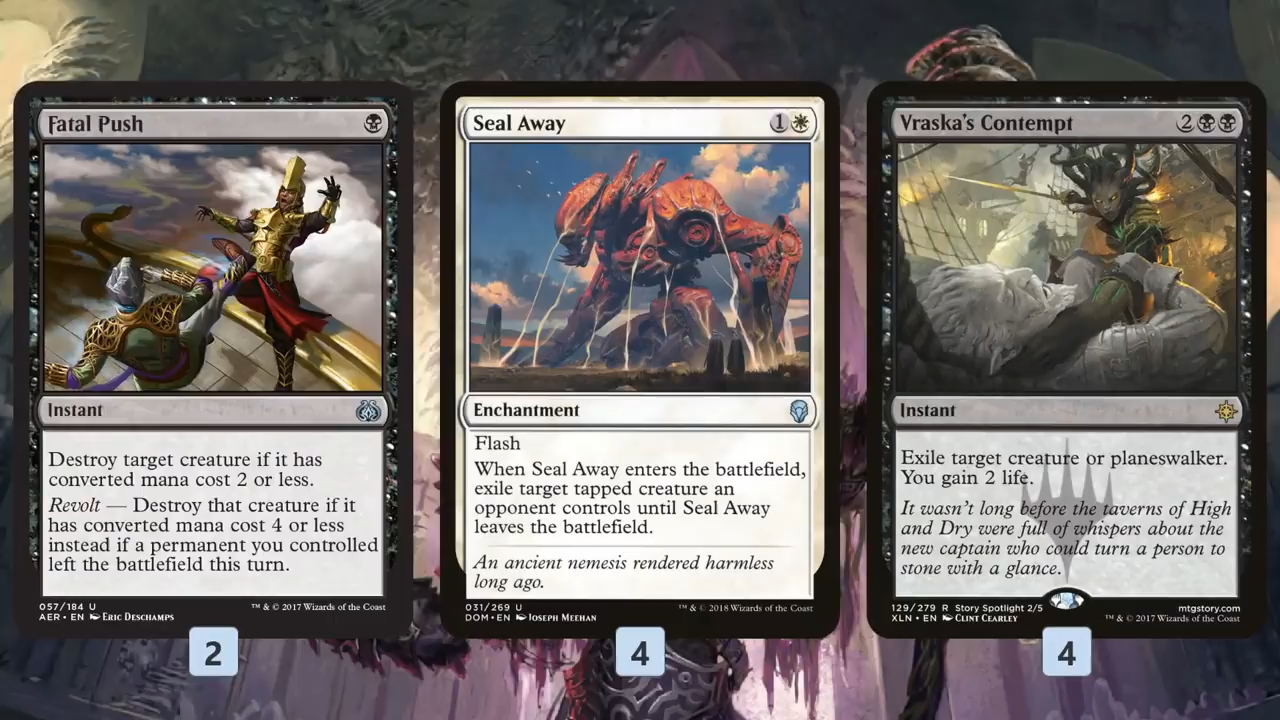 Fatal Push
Instant
Destroy target creature if it has
converted mana cost 2 or less.
Revolt — Destroy that creature if it
has converted mana cost 4 or less
instead if a permanent you controlled
left the battlefield this turn.
057/184 U
AER • EN Eric Deschamps
™ & © 2017 Wizards of the Coast
2
Seal Away
1
Enchantment
Flash
When Seal Away enters the battlefield,
exile target tapped creature an
opponent controls until Seal Away
leaves the battlefield.
An ancient nemesis rendered harmless
long ago.
031/269 U
DOM • EN Joseph Meehan
™ & © 2018 Wizards of the Coast
4
Vraska's Contempt
2
Instant
Exile target creature or planeswalker.
You gain 2 life.
It wasn't long before the taverns of High
and Dry were full of whispers about the
new captain who could turn a person to
stone with a glance.
129/279 R Story Spotlight 2/5
XLN • EN Clint Cearley
mtgstory.com
™ & © 2017 Wizards of the Coast
4